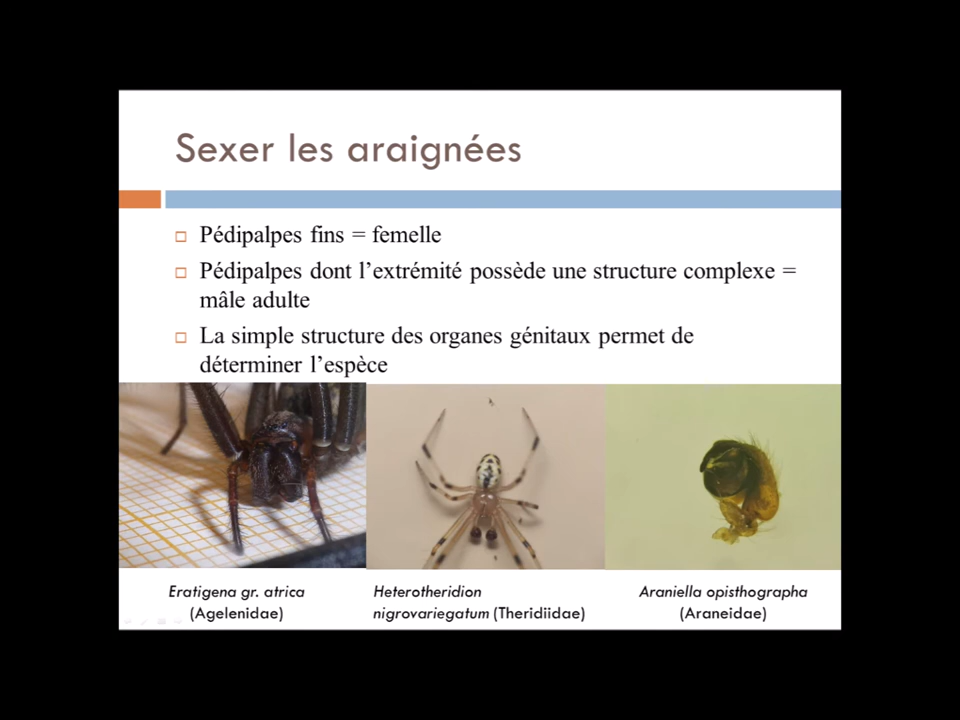 Sexer les araignées
Pédipalpes fins = femelle
Pédipalpes dont l’extrémité possède une structure complexe =
mâle adulte
La simple structure des organes génitaux permet de
déterminer l’espèce
Eratigena gr. atrica
(Agelenidae)
Heterotheridion
nigrovariegatum (Theridiidae)
Araniella opisthographa
(Araneidae)